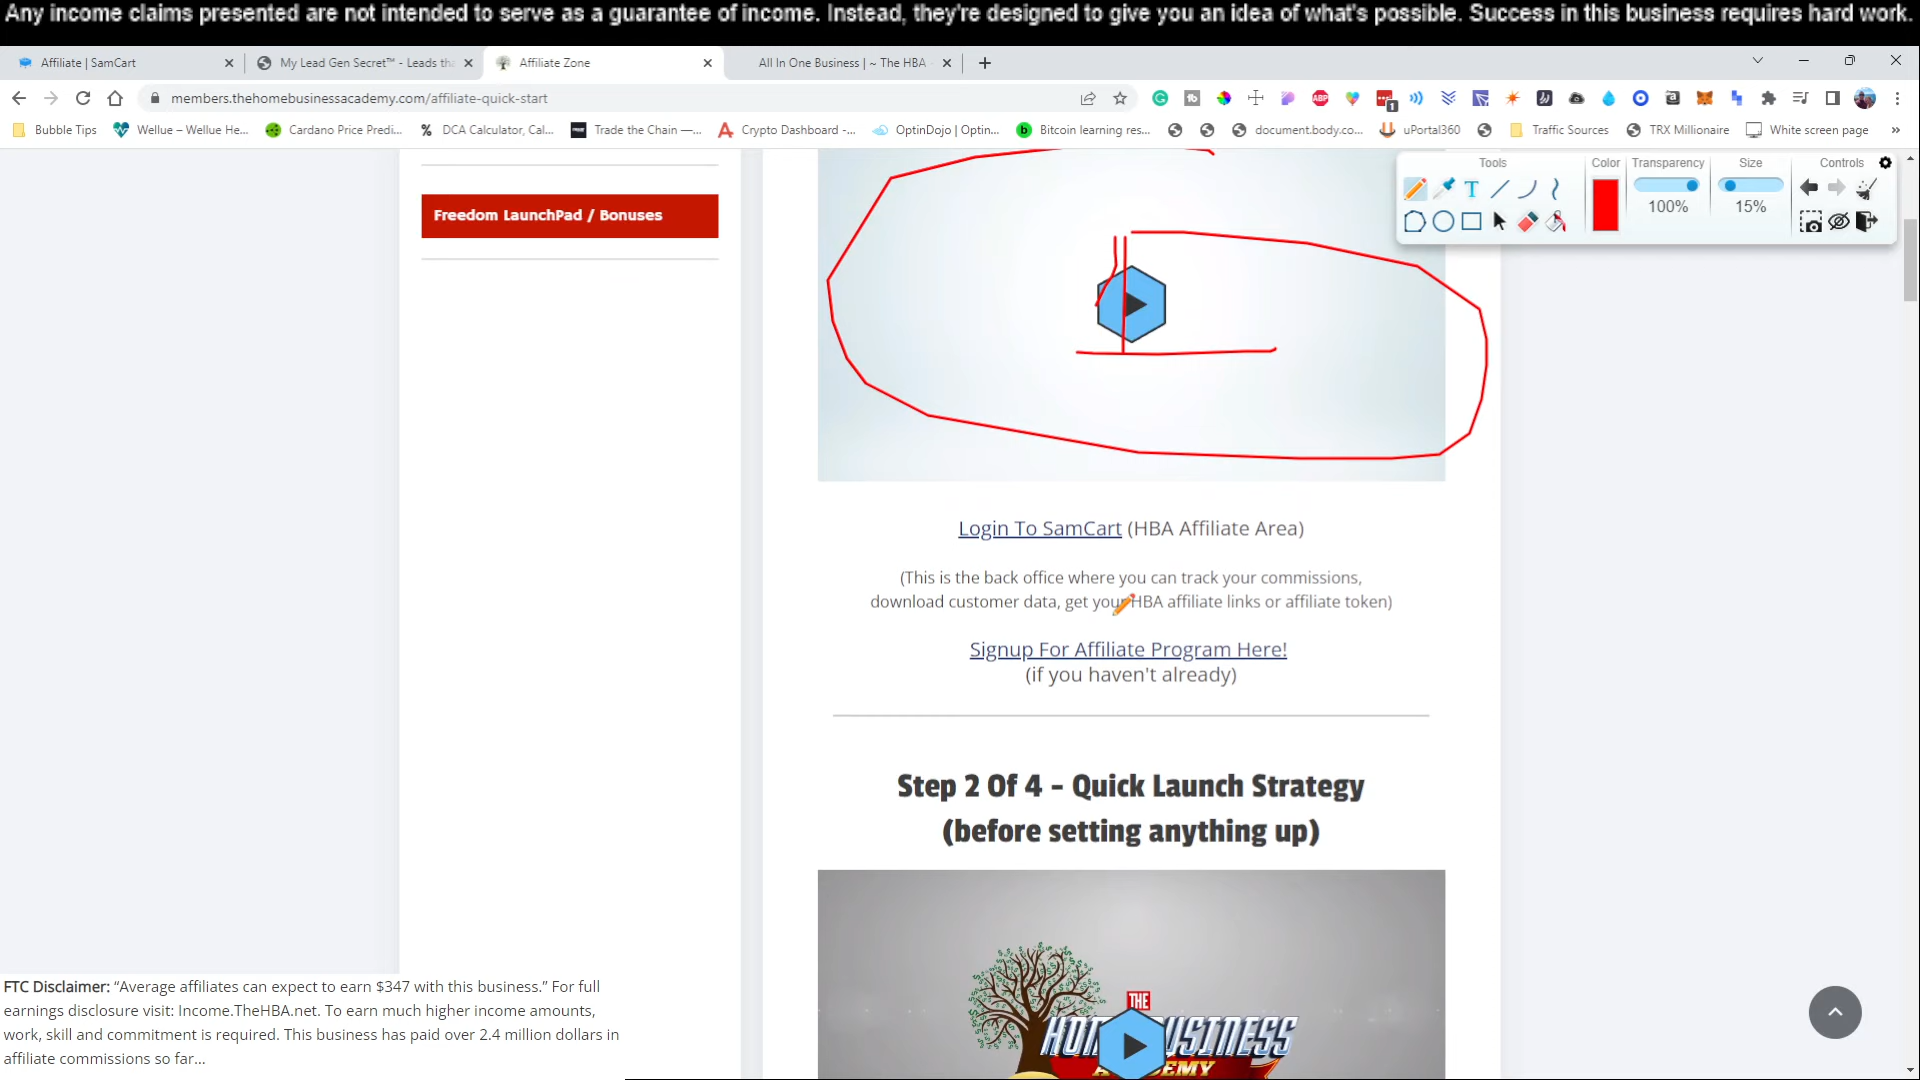 Any income claims presented are not intended to serve as a guarantee of income. Instead, they're designed to give you an idea of what's possible. Success in this business requires hard work.
Affiliate | SamCart
My Lead Gen Secret™ - Leads tha
Affiliate Zone
All In One Business | ~ The HBA
members.thehomebusinessacademy.com/affiliate-quick-start
Bubble Tips
Wellue – Wellue He...
Cardano Price Predi...
DCA Calculator, Cal...
Trade the Chain —...
Crypto Dashboard -...
OptinDojo | Optin...
Bitcoin learning res...
document.body.co...
uPortal360
Traffic Sources
TRX Millionaire
White screen page
»
Tools
Color
Transparency
Size
Controls
100%
15%
Freedom LaunchPad / Bonuses
Login To SamCart (HBA Affiliate Area)
(This is the back office where you can track your commissions,
download customer data, get your HBA affiliate links or affiliate token)
Signup For Affiliate Program Here!
(if you haven't already)
Step 2 Of 4 - Quick Launch Strategy
(before setting anything up)
THE
HOME BUSINESS
ACADEMY
FTC Disclaimer: “Average affiliates can expect to earn $347 with this business.” For full
earnings disclosure visit: Income.TheHBA.net. To earn much higher income amounts,
work, skill and commitment is required. This business has paid over 2.4 million dollars in
affiliate commissions so far...